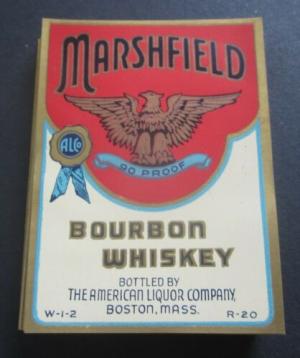 MARSHFIELD
ALCO
90 PROOF
BOURBON
WHISKEY
BOTTLED BY
THE AMERICAN LIQUOR COMPANY,
BOSTON, MASS.
W-1-2 R-20